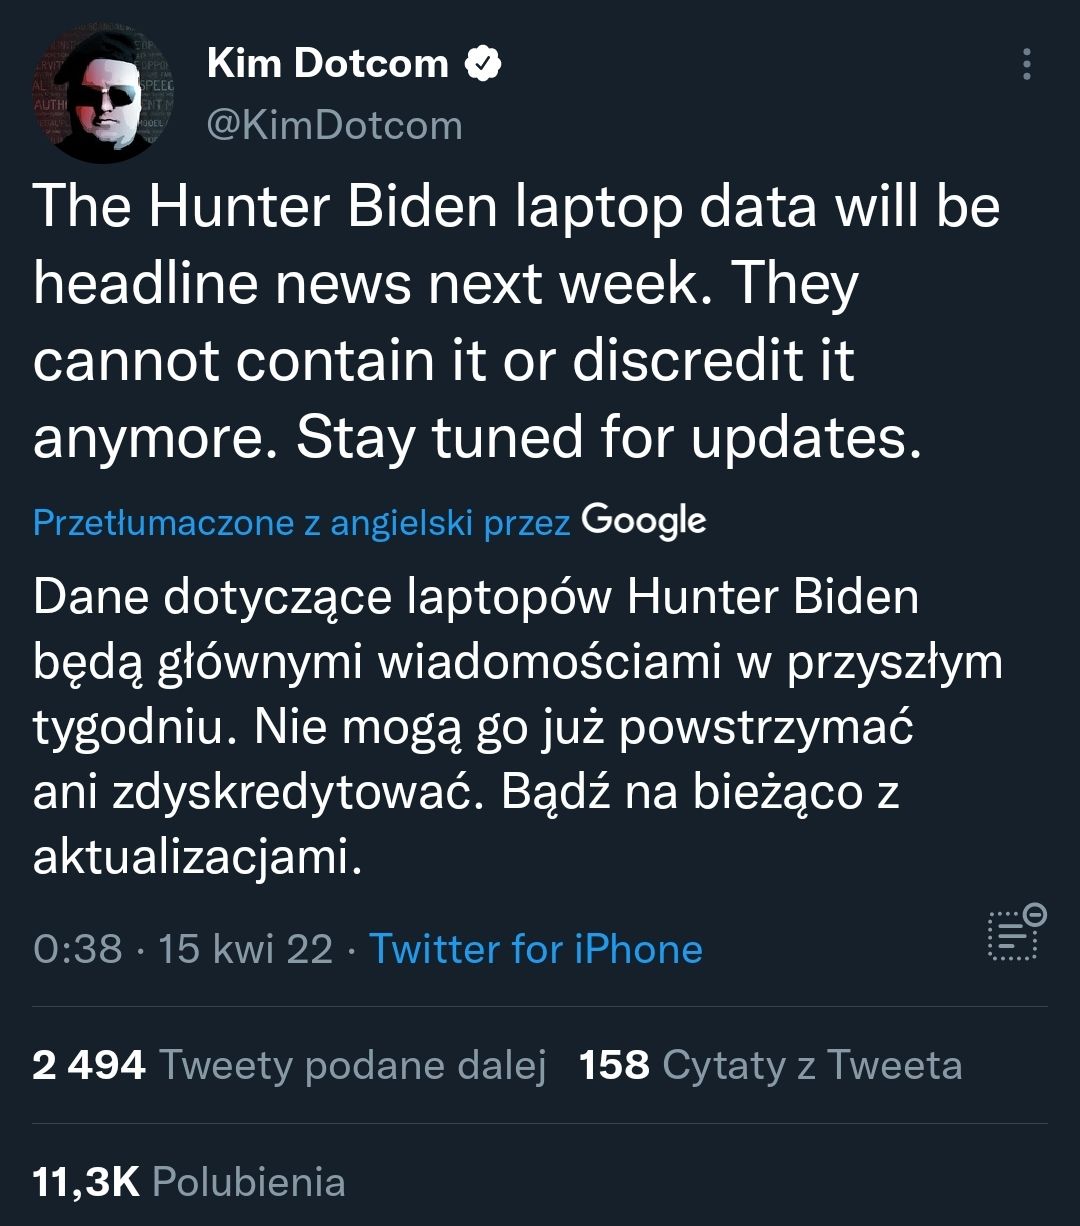 Kim Dotcom
@KimDotcom
The Hunter Biden laptop data will be
headline news next week. They
cannot contain it or discredit it
anymore. Stay tuned for updates.
Przetłumaczone z angielski przez Google
Dane dotyczące laptopów Hunter Biden
będą głównymi wiadomościami w przyszłym
tygodniu. Nie mogą go już powstrzymać
ani zdyskredytować. Bądź na bieżąco z
aktualizacjami.
0:38 · 15 kwi 22 · Twitter for iPhone
2 494 Tweety podane dalej 158 Cytaty z Tweeta
11,3K Polubienia